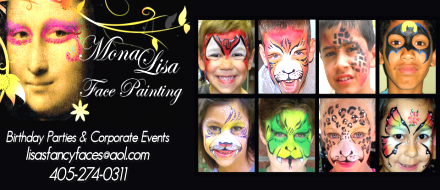 Mona Lisa
Face Painting
Birthday Parties & Corporate Events
lisasfancyfaces@aol.com
405-274-0311